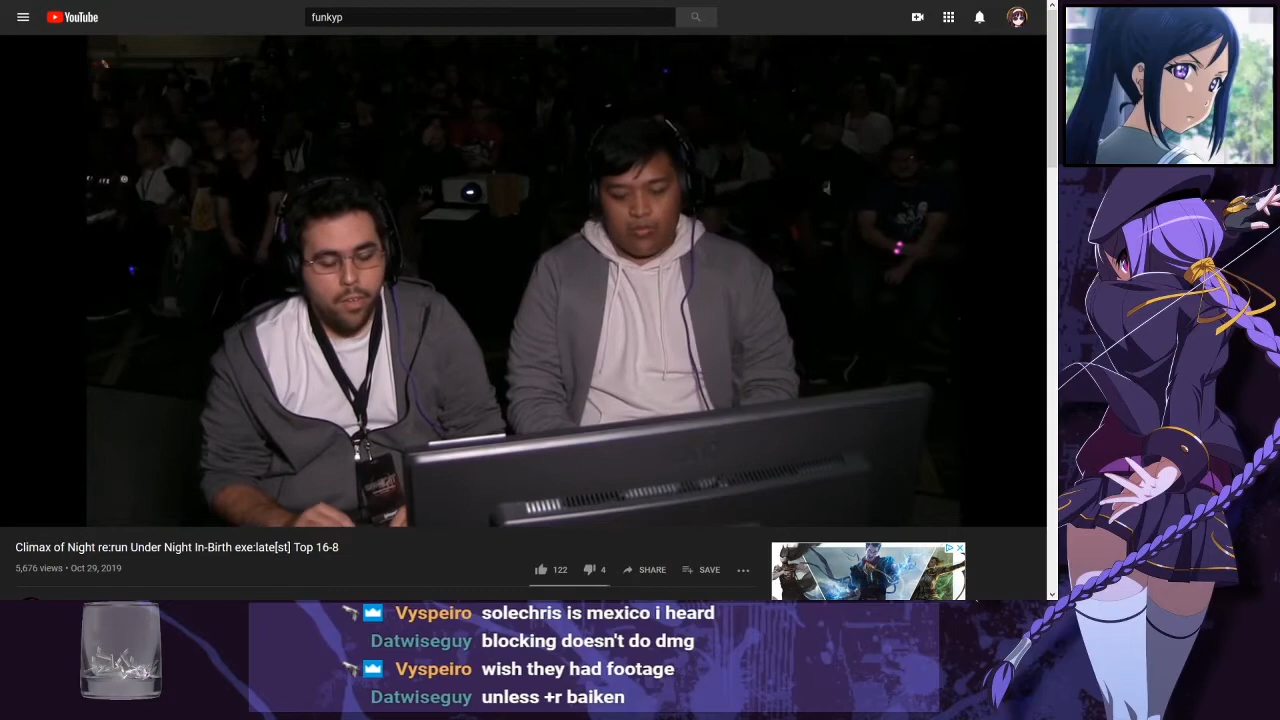 YouTube
funkyp
Climax of Night re:run Under Night In-Birth exe:late[st] Top 16-8
5,676 views • Oct 29, 2019
122
4
SHARE
SAVE
Vyspeiro solechris is mexico i heard
Datwiseguy blocking doesn't do dmg
Vyspeiro wish they had footage
Datwiseguy unless +r baiken